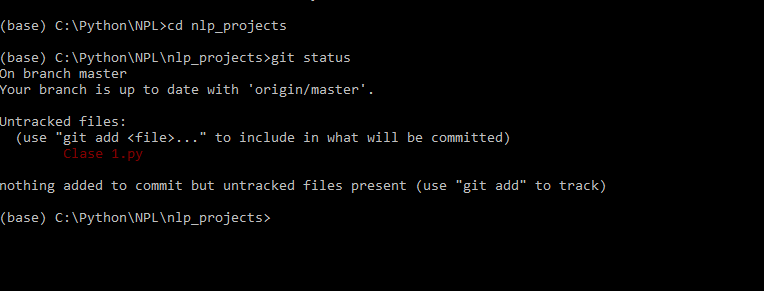 (base) C:\Python\NPL>cd nlp_projects
(base) C:\Python\NPL\nlp_projects>git status
On branch master
Your branch is up to date with 'origin/master'.
Untracked files:
(use "git add <file>..." to include in what will be committed)
Clase 1.py
nothing added to commit but untracked files present (use "git add" to track)
(base) C:\Python\NPL\nlp_projects>